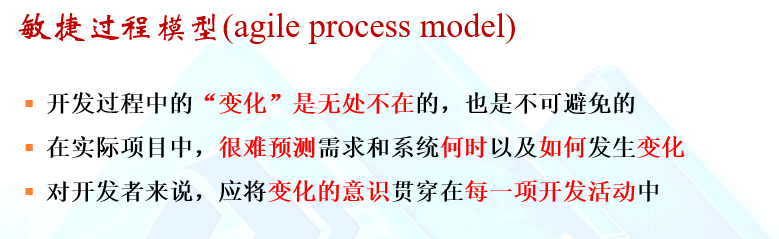 敏捷过程模型(agile process model)
开发过程中的“变化”是无处不在的，也是不可避免的
在实际项目中，很难预测需求和系统何时以及如何发生变化
对开发者来说，应将变化的意识贯穿在每一项开发活动中